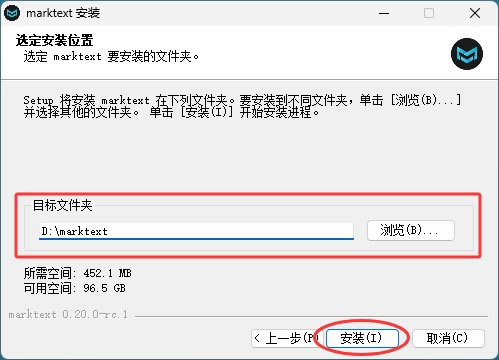 marktext 安装
选定安装位置
选定 marktext 要安装的文件夹。
Setup 将安装 marktext 在下列文件夹。要安装到不同文件夹，单击 [浏览(B)...]
并选择其他的文件夹。 单击 [安装(I)] 开始安装进程。
目标文件夹
D:\marktext
浏览(B)...
所需空间: 452.1 MB
可用空间: 96.5 GB
marktext 0.20.0-rc.1
< 上一步(P)
安装(I)
取消(C)